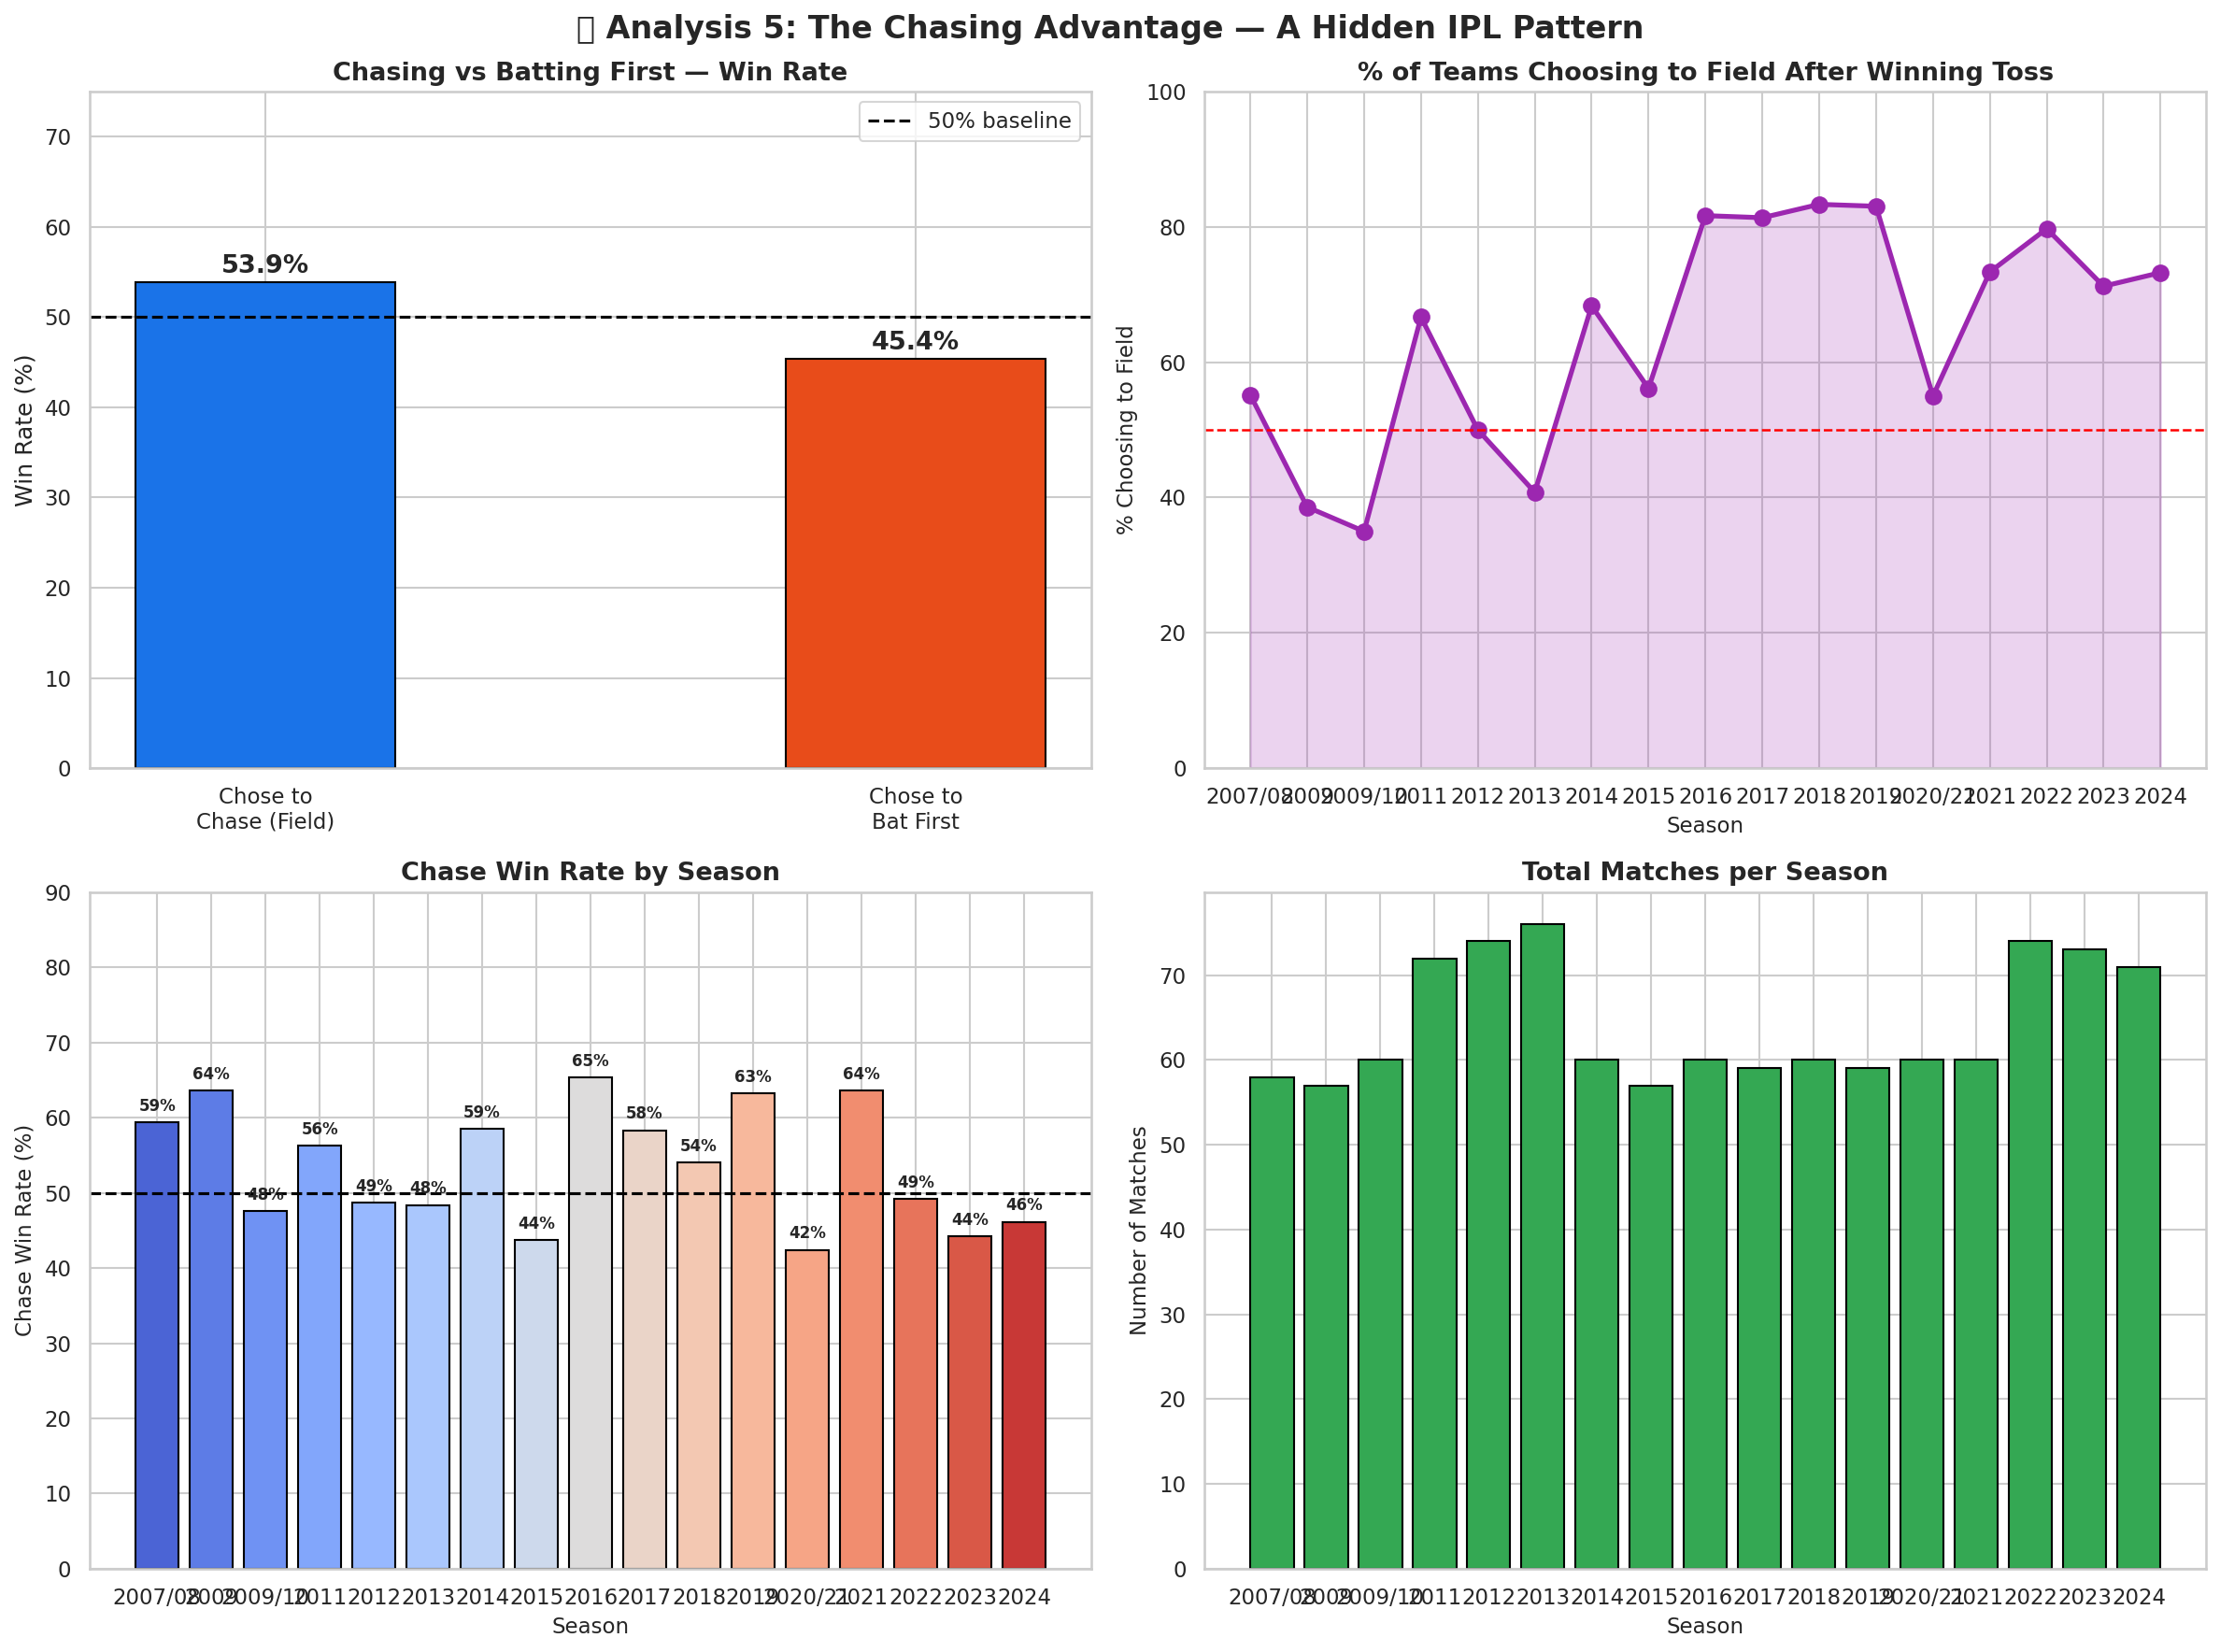 ▯ Analysis 5: The Chasing Advantage — A Hidden IPL Pattern
Chasing vs Batting First — Win Rate
50% baseline
70
60
50
40
30
20
10
0
Win Rate (%)
53.9%
45.4%
Chose to
Chase (Field)
Chose to
Bat First
% of Teams Choosing to Field After Winning Toss
100
80
60
40
20
0
% Choosing to Field
2007/08 2009 2009/10 2011 2012 2013 2014 2015 2016 2017 2018 2019 2020/21 2021 2022 2023 2024
Season
Chase Win Rate by Season
90
80
70
60
50
40
30
20
10
0
Chase Win Rate (%)
59% 64% 48% 56% 49% 48% 59% 44% 65% 58% 54% 63% 42% 64% 49% 44% 46%
2007/08 2009 2009/10 2011 2012 2013 2014 2015 2016 2017 2018 2019 2020/21 2021 2022 2023 2024
Season
Total Matches per Season
70
60
50
40
30
20
10
0
Number of Matches
2007/08 2009 2009/10 2011 2012 2013 2014 2015 2016 2017 2018 2019 2020/21 2021 2022 2023 2024
Season